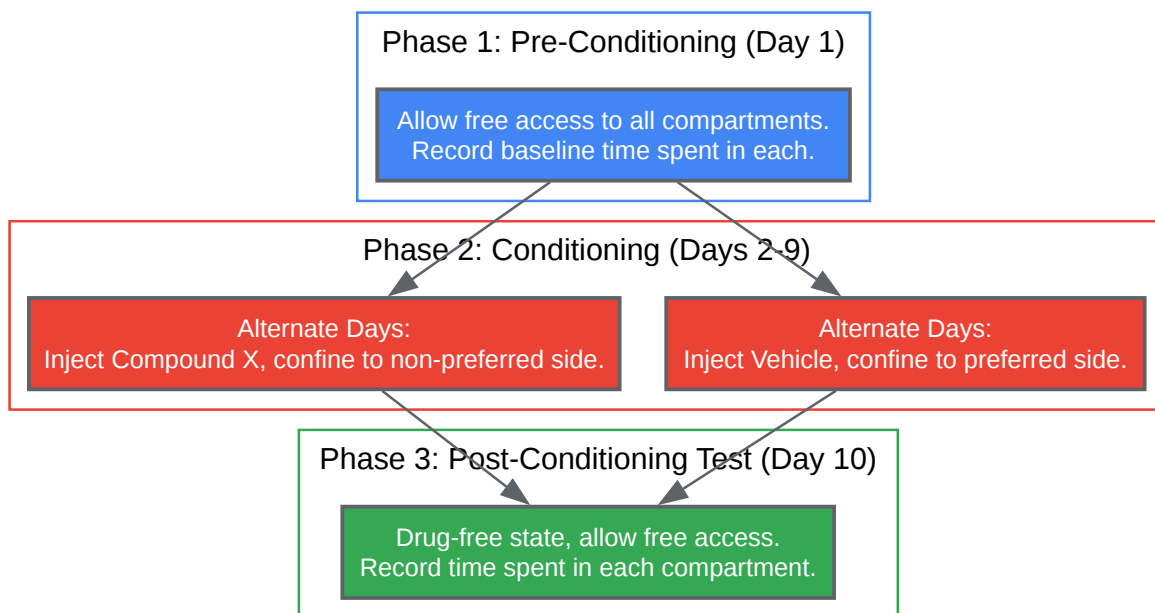 Phase 1: Pre-Conditioning (Day 1)
Allow free access to all compartments.
Record baseline time spent in each.
Phase 2: Conditioning (Days 2-9)
Alternate Days:
Inject Compound X, confine to non-preferred side.
Alternate Days:
Inject Vehicle, confine to preferred side.
Phase 3: Post-Conditioning Test (Day 10)
Drug-free state, allow free access.
Record time spent in each compartment.